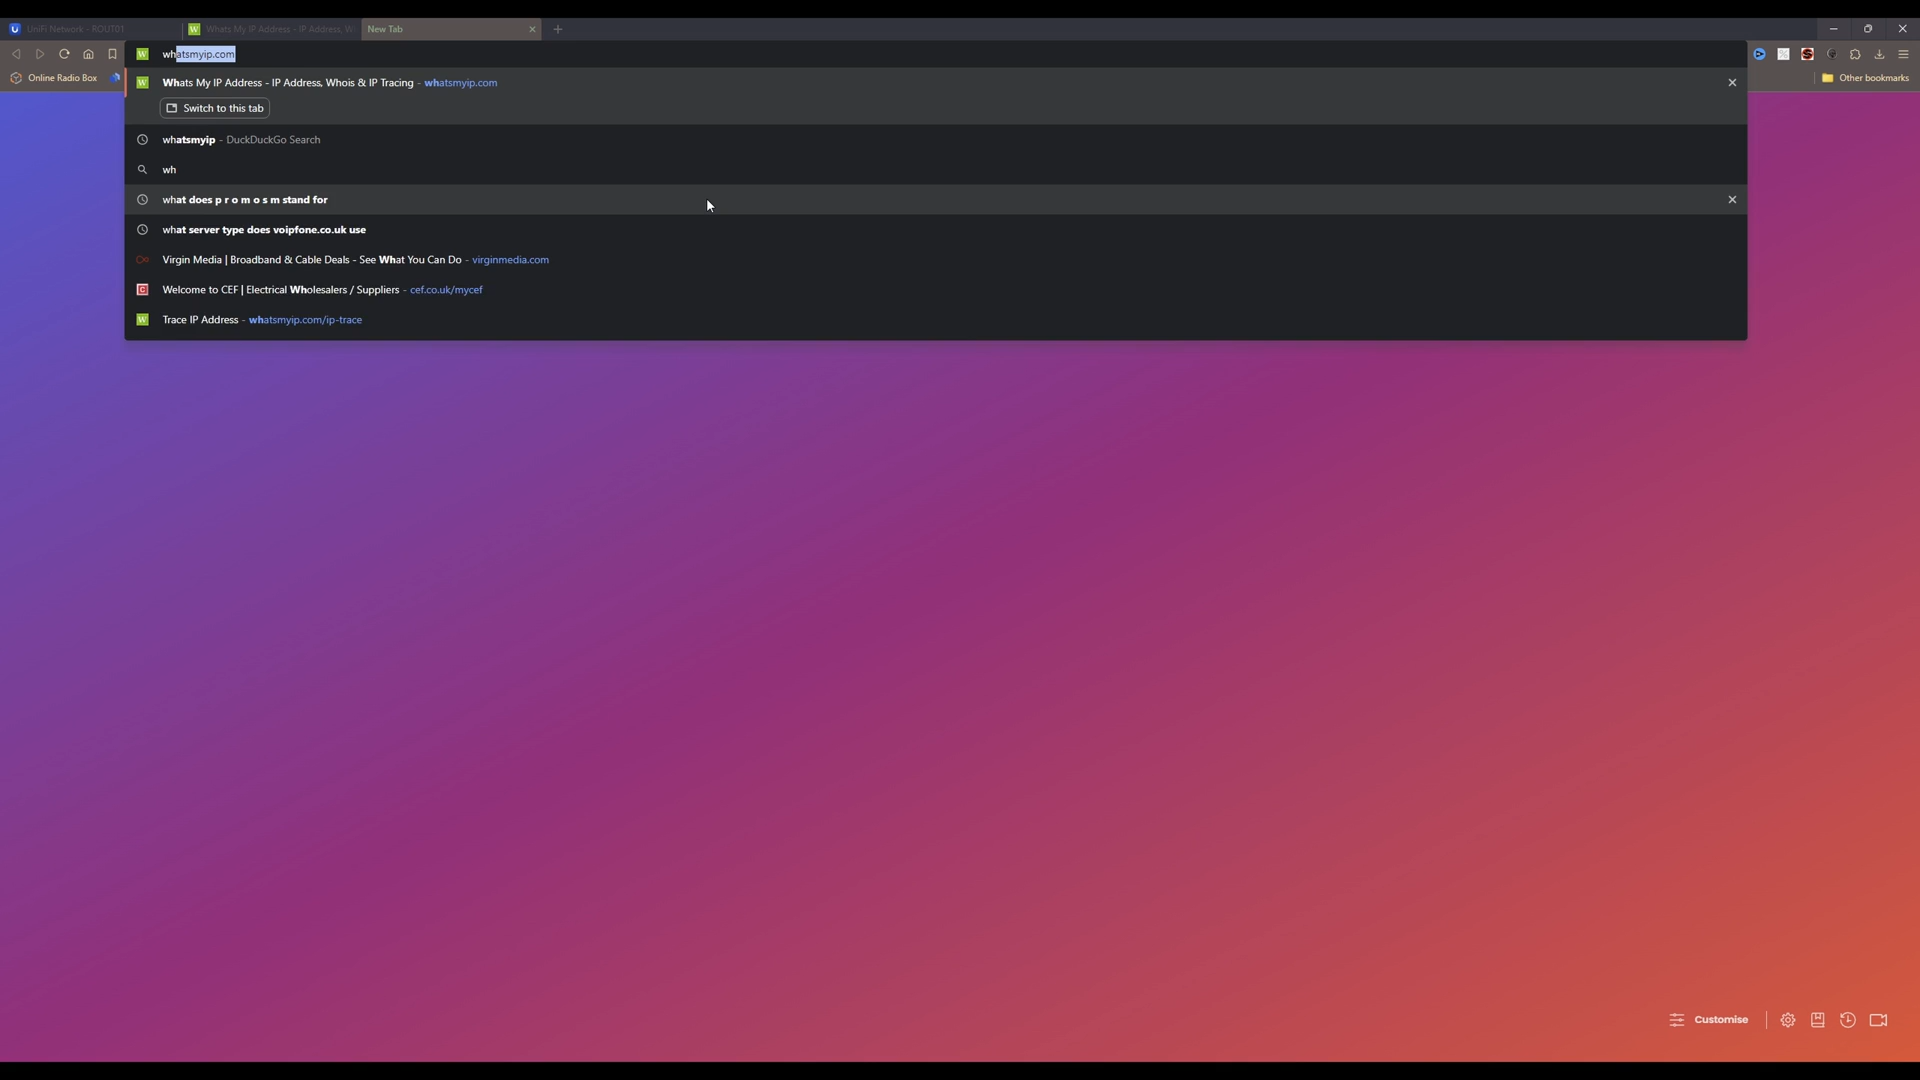 UniFi Network - ROUT01
Whats My IP Address - IP Address, W
New Tab
whatsmyip.com
Online Radio Box
Other bookmarks
Whats My IP Address - IP Address, Whois & IP Tracing - whatsmyip.com
Switch to this tab
whatsmyip - DuckDuckGo Search
wh
what does p r o m o s m stand for
what server type does voipfone.co.uk use
Virgin Media | Broadband & Cable Deals - See What You Can Do - virginmedia.com
Welcome to CEF | Electrical Wholesalers / Suppliers - cef.co.uk/mycef
Trace IP Address - whatsmyip.com/ip-trace
Customise